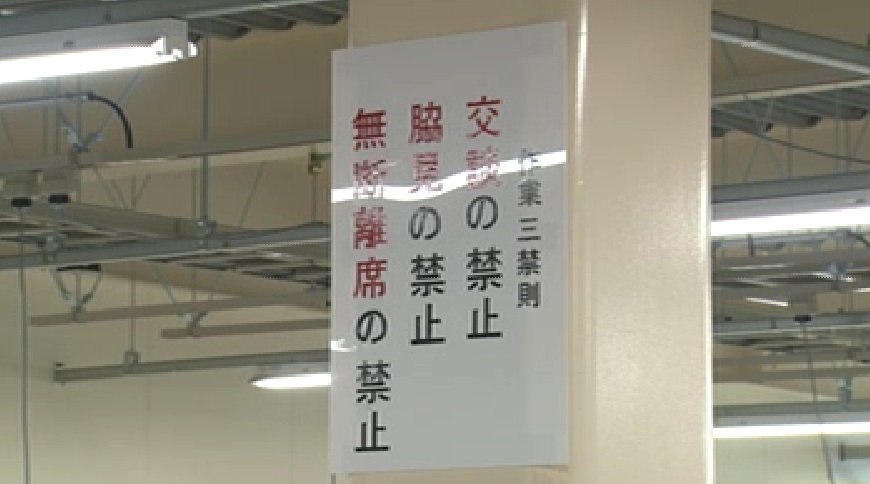 作業三禁則
交談の禁止
脇見の禁止
無断離席の禁止